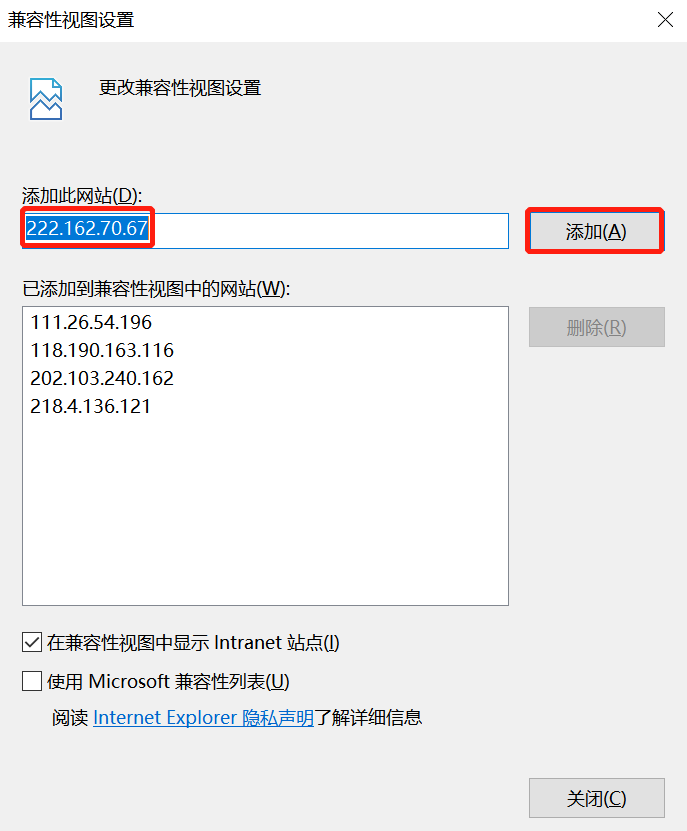 兼容性视图设置
更改兼容性视图设置
添加此网站(D):
222.162.70.67
添加(A)
已添加到兼容性视图中的网站(W):
111.26.54.196
删除(R)
118.190.163.116
202.103.240.162
218.4.136.121
在兼容性视图中显示 Intranet 站点(I)
使用 Microsoft 兼容性列表(U)
阅读 Internet Explorer 隐私声明了解详细信息
关闭(C)